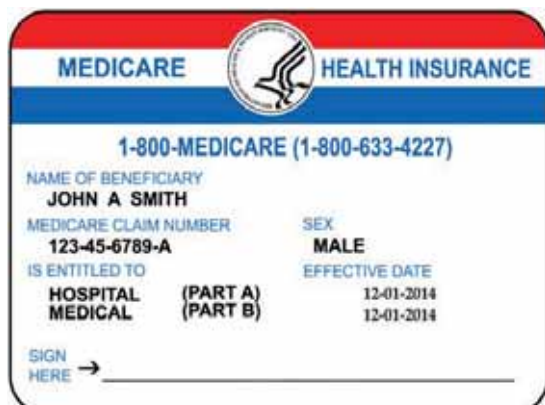 MEDICARE HEALTH INSURANCE
1-800-MEDICARE (1-800-633-4227)
NAME OF BENEFICIARY
JOHN A SMITH
MEDICARE CLAIM NUMBER SEX
123-45-6789-A MALE
IS ENTITLED TO EFFECTIVE DATE
HOSPITAL (PART A) 12-01-2014
MEDICAL (PART B) 12-01-2014
SIGN
HERE →